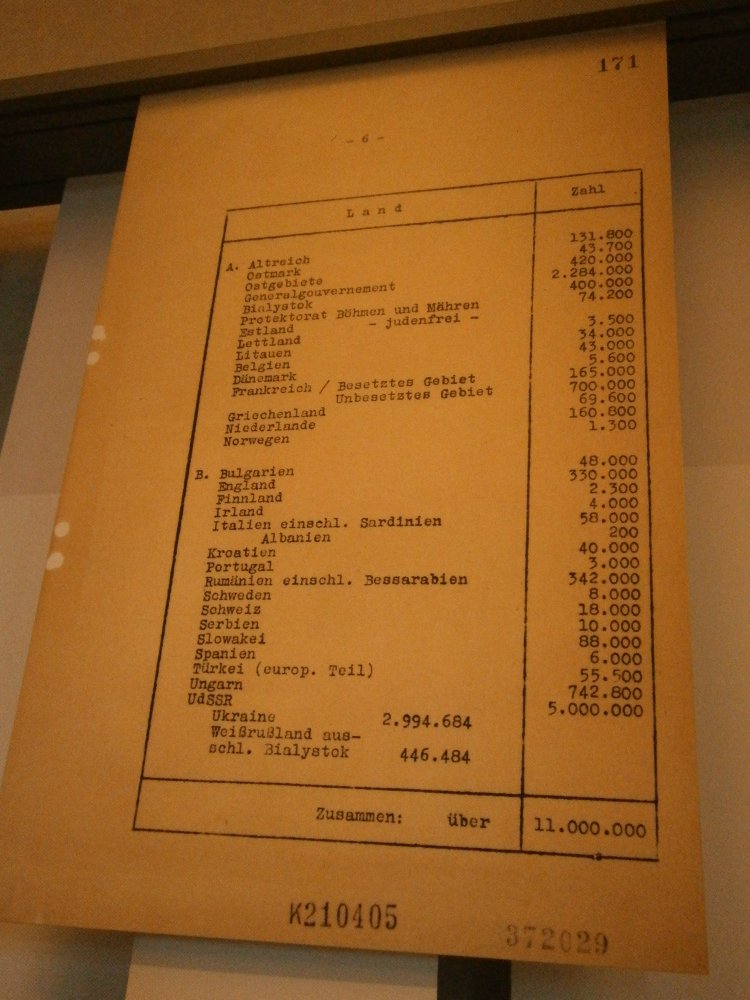 171
- 6 -
Land Zahl
A. Altreich 131.800
Ostmark 43.700
Ostgebiete 420.000
Generalgouvernement 2.284.000
Bialystok 400.000
Protektorat Böhmen und Mähren 74.200
Estland - judenfrei -
Lettland 3.500
Litauen 34.000
Belgien 43.000
Dänemark 5.600
Frankreich / Besetztes Gebiet 165.000
Unbesetztes Gebiet 700.000
Griechenland 69.600
Niederlande 160.800
Norwegen 1.300
B. Bulgarien 48.000
England 330.000
Finnland 2.300
Irland 4.000
Italien einschl. Sardinien 58.000
Albanien 200
Kroatien 40.000
Portugal 3.000
Rumänien einschl. Bessarabien 342.000
Schweden 8.000
Schweiz 18.000
Serbien 10.000
Slowakei 88.000
Spanien 6.000
Türkei (europ. Teil) 55.500
Ungarn 742.800
UdSSR 5.000.000
Ukraine 2.994.684
Weißrußland aus-
schl. Bialystok 446.484
Zusammen: über 11.000.000
K210405
372029